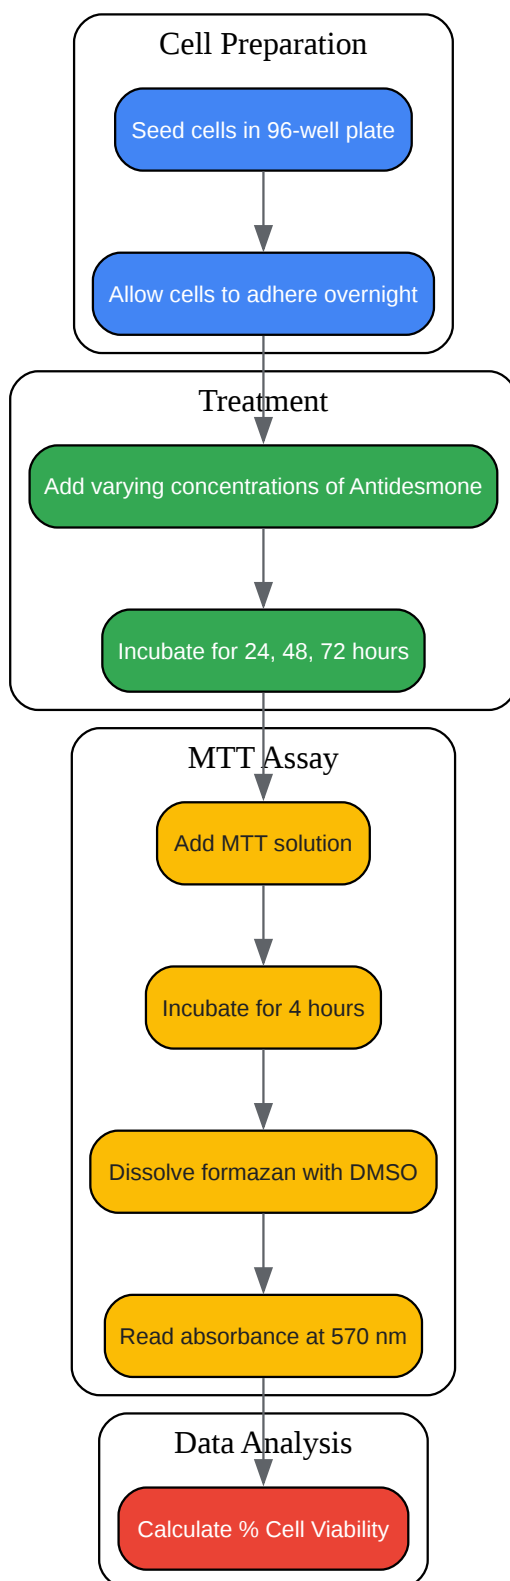 Cell Preparation
Seed cells in 96-well plate
Allow cells to adhere overnight
Treatment
Add varying concentrations of Antidesmone
Incubate for 24, 48, 72 hours
MTT Assay
Add MTT solution
Incubate for 4 hours
Dissolve formazan with DMSO
Read absorbance at 570 nm
Data Analysis
Calculate % Cell Viability